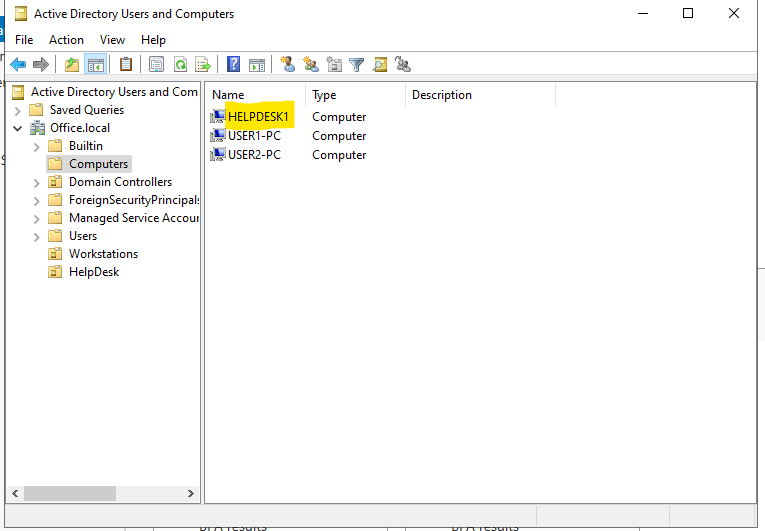 Active Directory Users and Computers
File Action View Help
Active Directory Users and Com
Saved Queries
Office.local
Builtin
Computers
Domain Controllers
ForeignSecurityPrincipals
Managed Service Accour
Users
Workstations
HelpDesk
Name Type Description
HELPDESK1 Computer
USER1-PC Computer
USER2-PC Computer